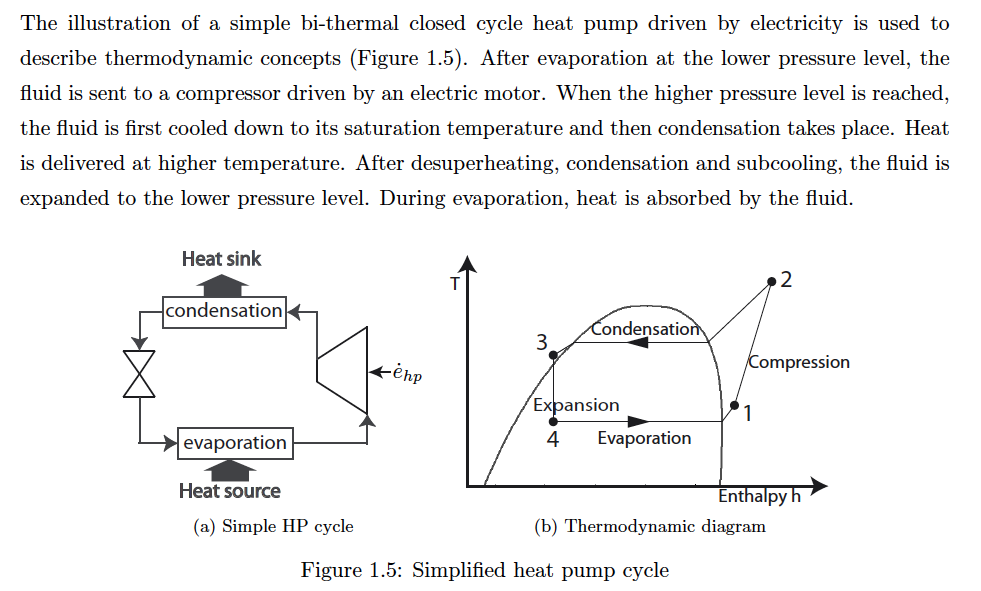 The illustration of a simple bi-thermal closed cycle heat pump driven by electricity is used to
describe thermodynamic concepts (Figure 1.5). After evaporation at the lower pressure level, the
fluid is sent to a compressor driven by an electric motor. When the higher pressure level is reached,
the fluid is first cooled down to its saturation temperature and then condensation takes place. Heat
is delivered at higher temperature. After desuperheating, condensation and subcooling, the fluid is
expanded to the lower pressure level. During evaporation, heat is absorbed by the fluid.
Heat sink
condensation
ėhp
evaporation
Heat source
(a) Simple HP cycle
T
2
Condensation
3
Compression
Expansion
1
4
Evaporation
Enthalpy h
(b) Thermodynamic diagram
Figure 1.5: Simplified heat pump cycle